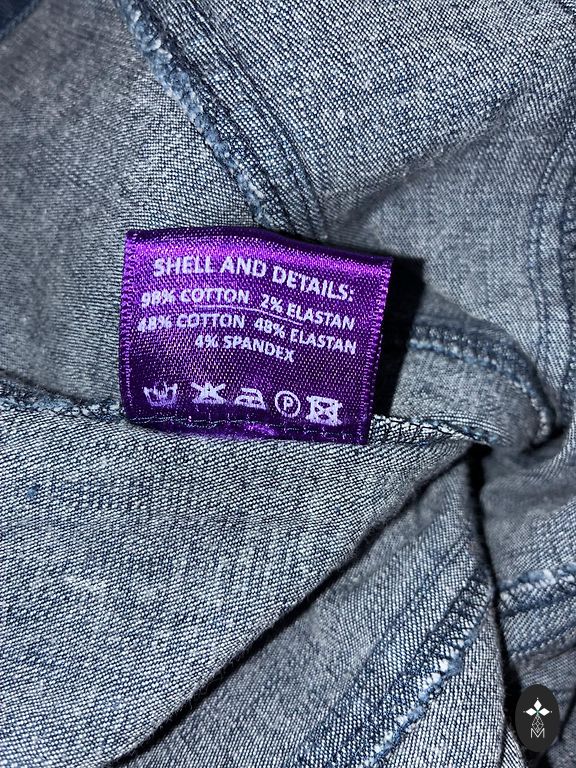 SHELL AND DETAILS:
98% COTTON 2% ELASTAN
48% COTTON 48% ELASTAN
4% SPANDEX
P
M